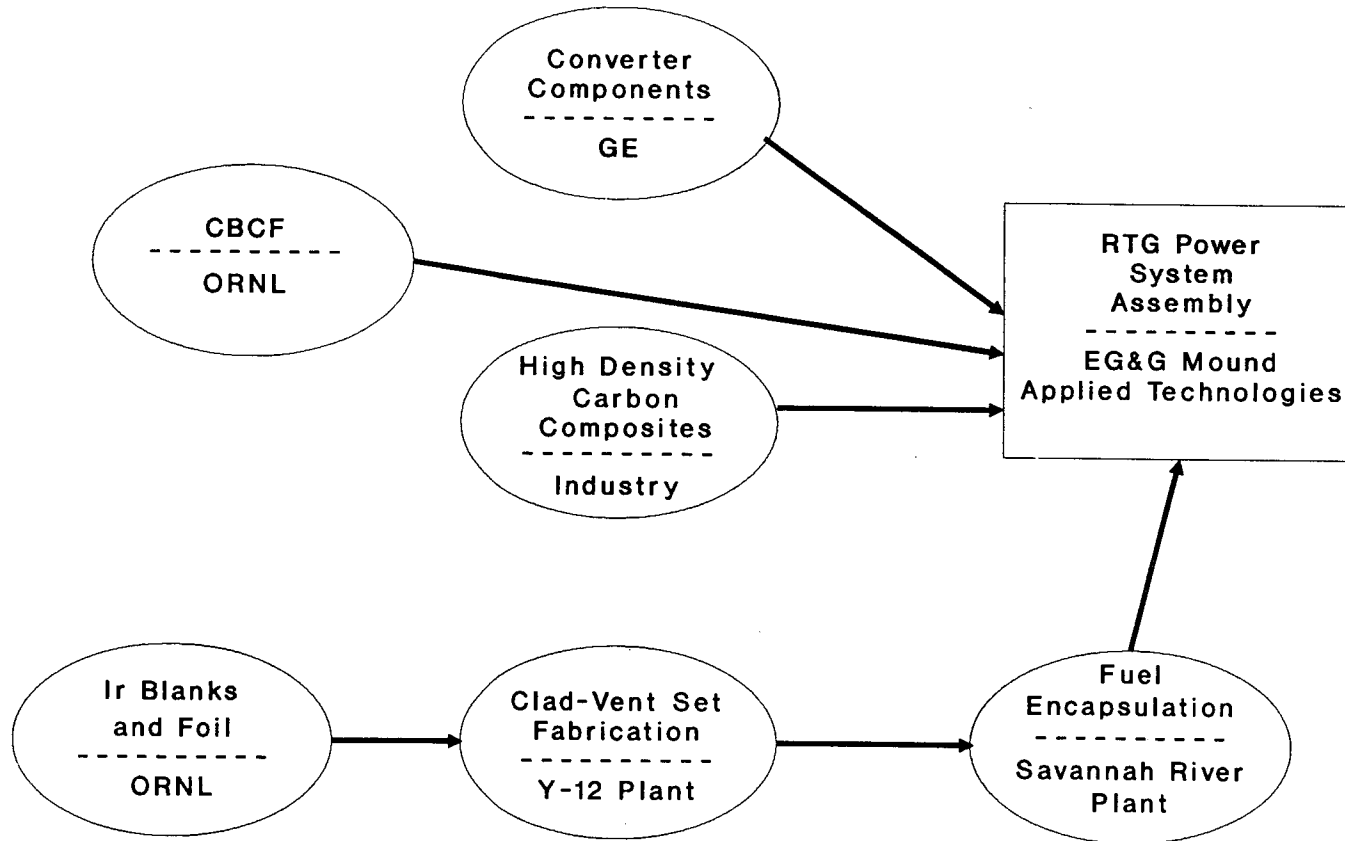 Converter
Components
GE
CBCF
ORNL
RTG Power
System
Assembly
EG&G Mound
Applied Technologies
High Density
Carbon
Composites
Industry
Ir Blanks
and Foil
ORNL
Clad-Vent Set
Fabrication
Y-12 Plant
Fuel
Encapsulation
Savannah River
Plant